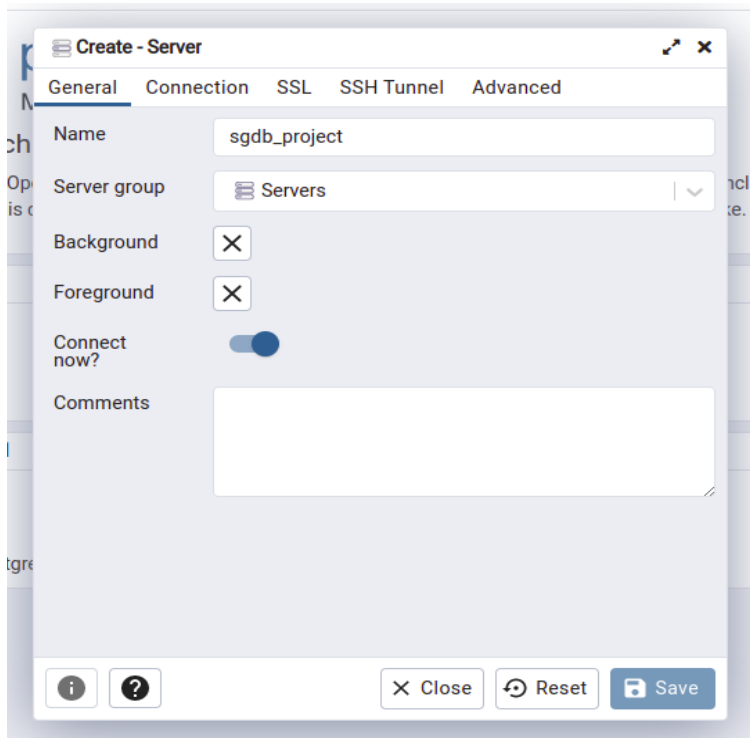 Create - Server
General Connection SSL SSH Tunnel Advanced
Name sgdb_project
Server group Servers
Background
Foreground
Connect
now?
Comments
Close Reset Save